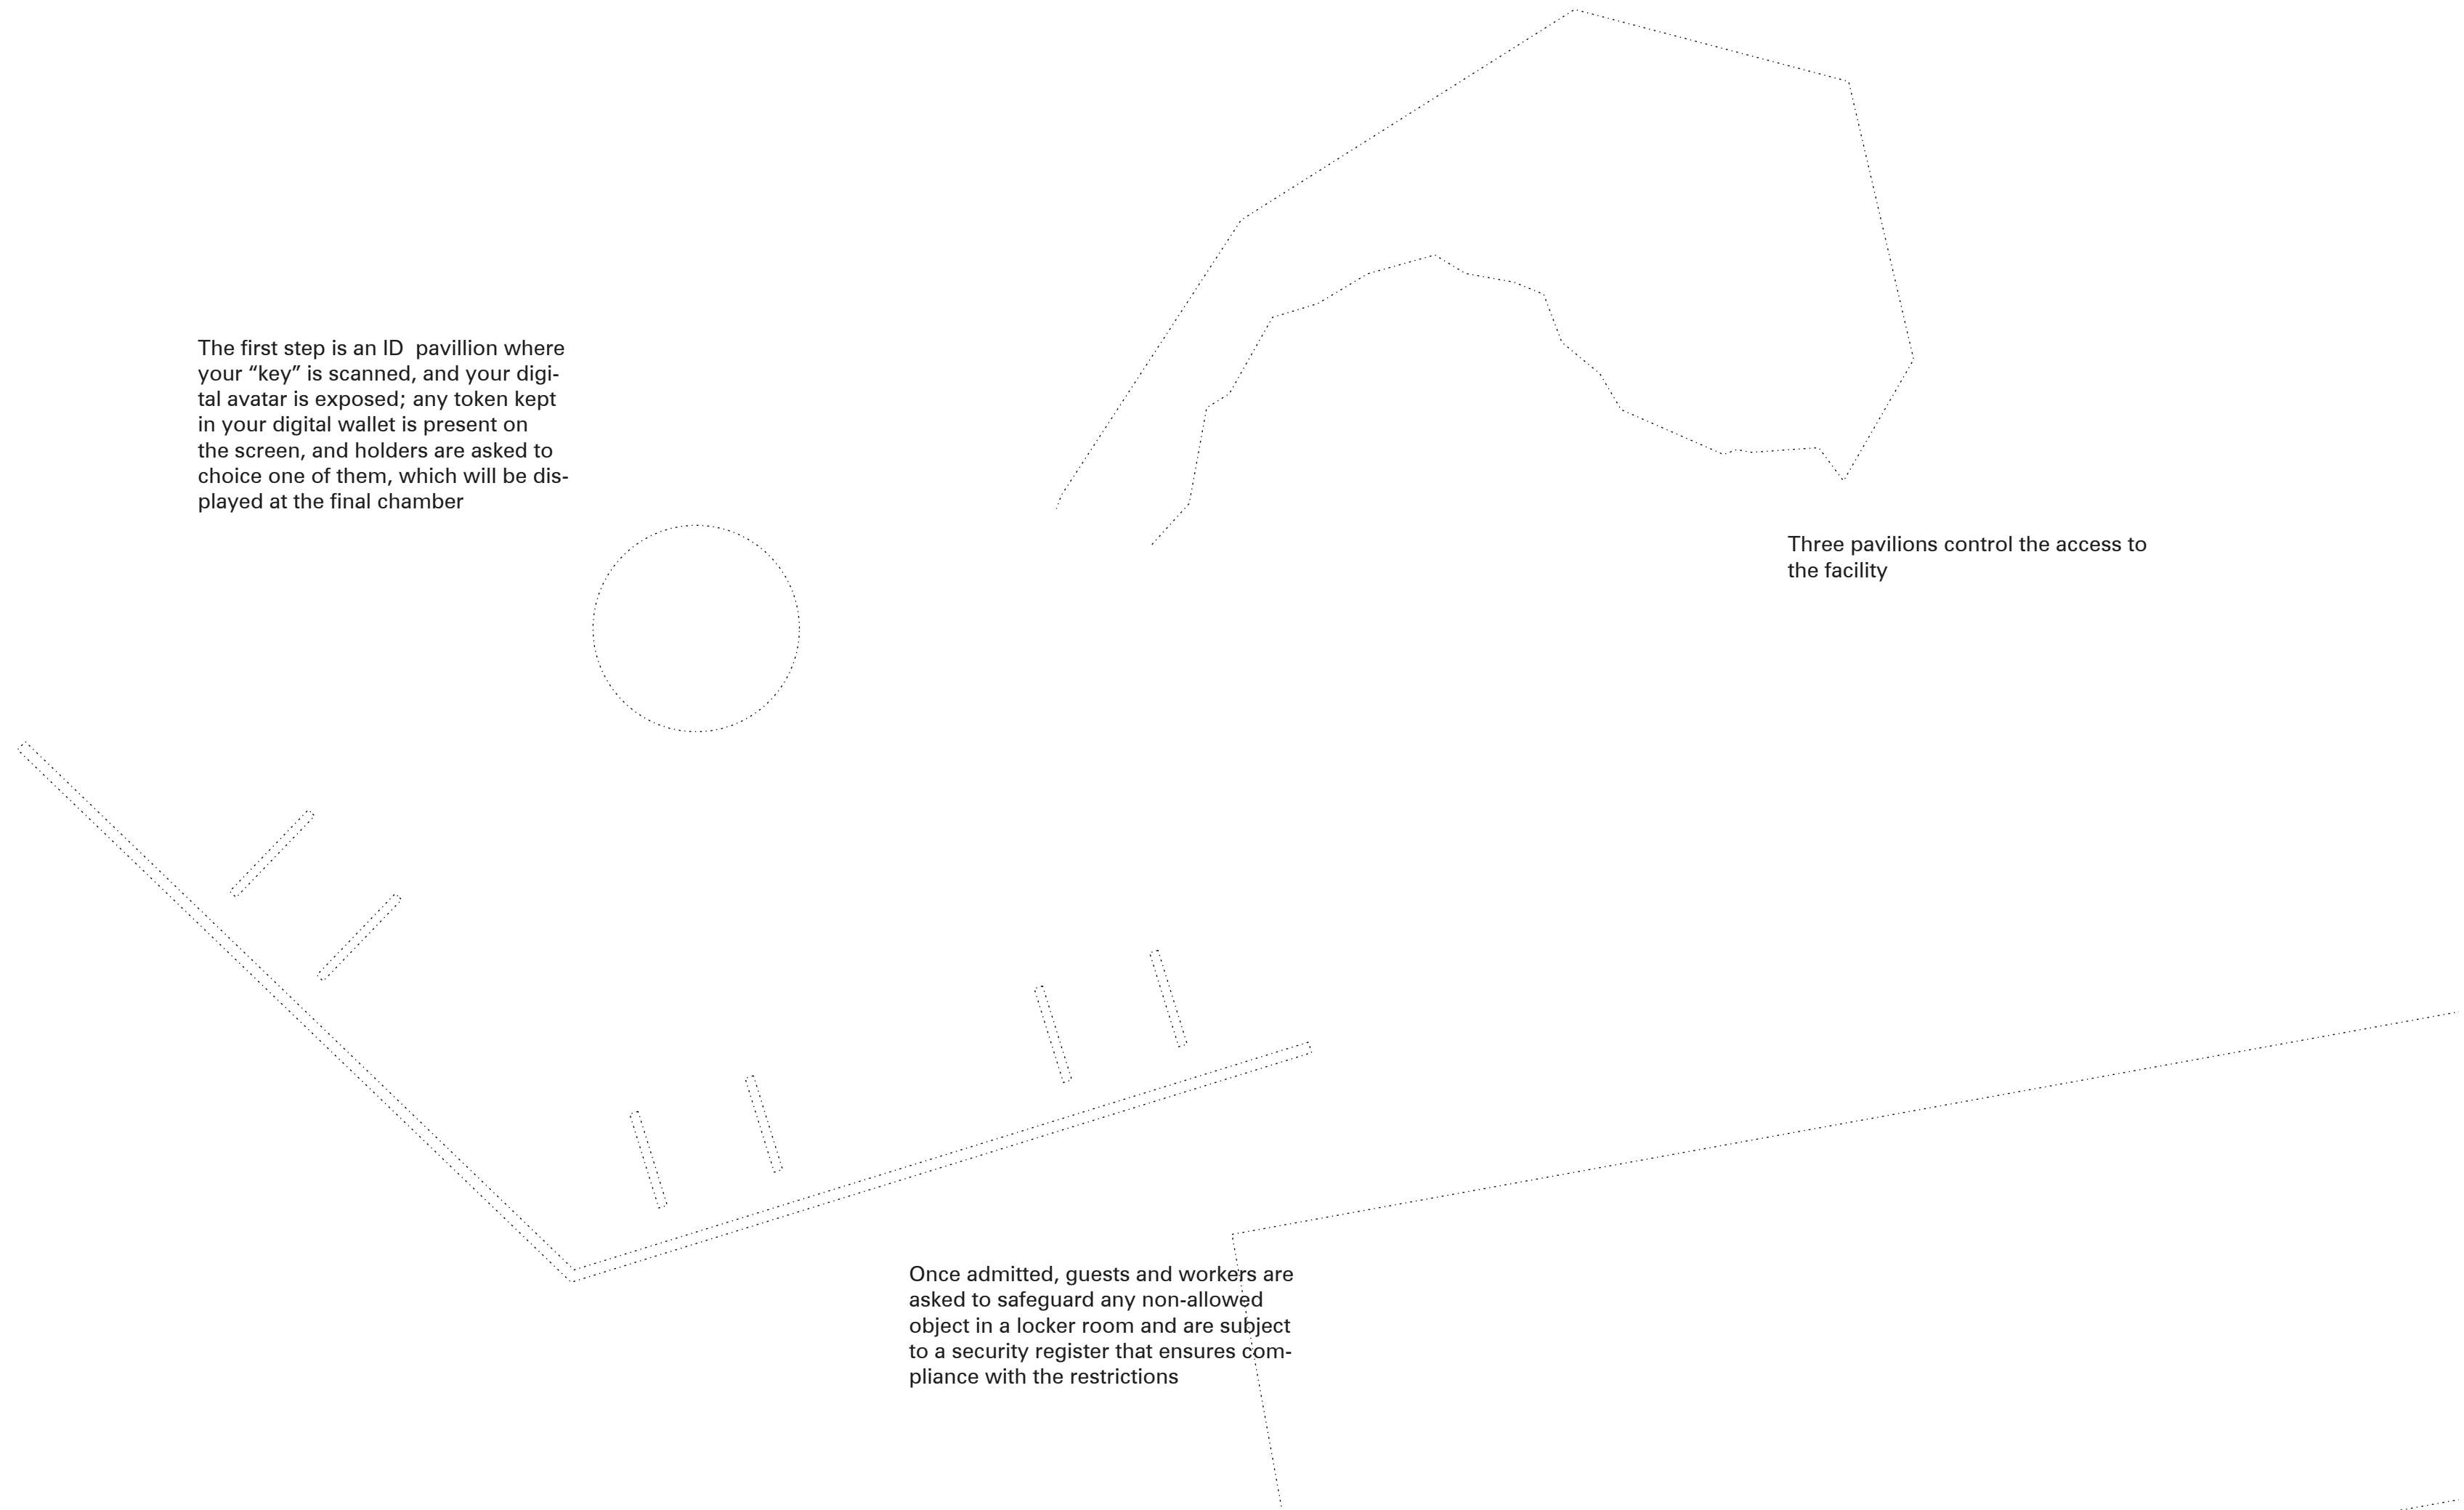 The first step is an ID  pavillion where
your “key” is scanned, and your digi-
tal avatar is exposed; any token kept
in your digital wallet is present on
the screen, and holders are asked to
choice one of them, which will be dis-
played at the final chamber
Three pavilions control the access to
the facility
Once admitted, guests and workers are
asked to safeguard any non-allowed
object in a locker room and are subject
to a security register that ensures com-
pliance with the restrictions